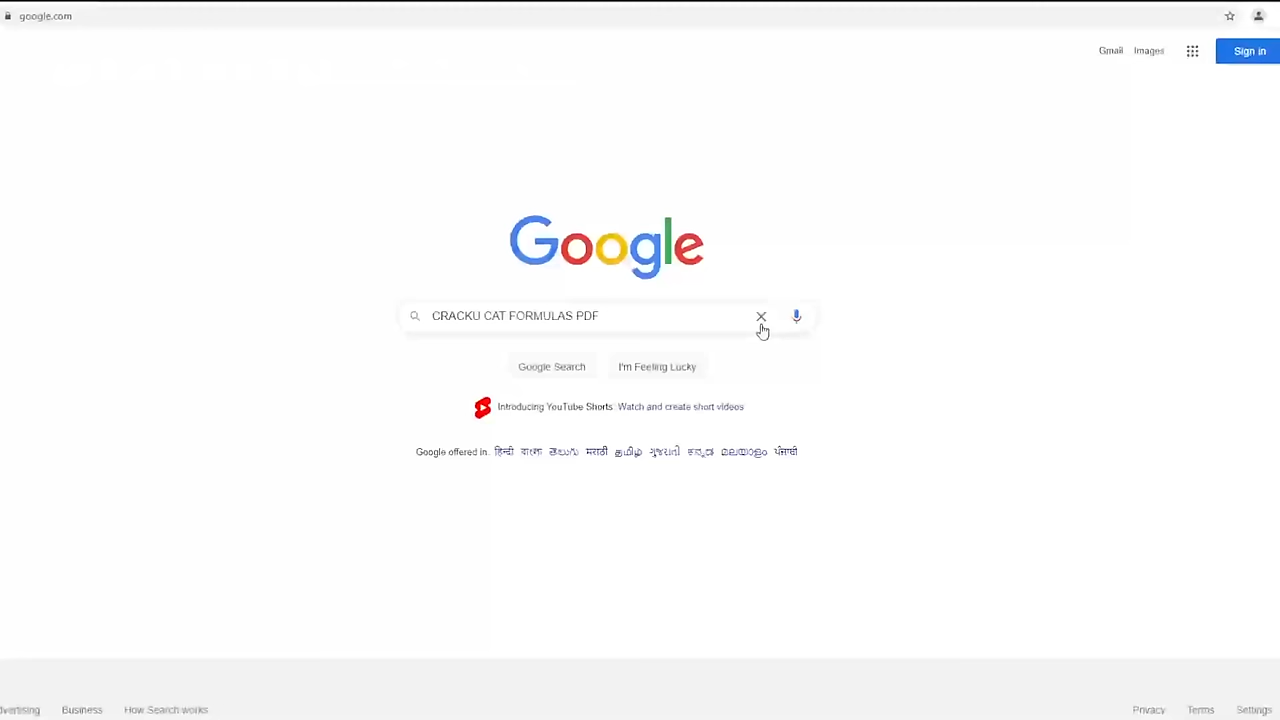 google.com
Gmail Images Sign in
Google
CRACKU CAT FORMULAS PDF
Google Search I'm Feeling Lucky
Introducing YouTube Shorts. Watch and create short videos
Google offered in: हिन्दी বাংলা తెలుగు मराठी தமிழ் ગુજરાતી ಕನ್ನಡ മലയാളം ਪੰਜਾਬੀ
Business How Search works Privacy Terms Settings